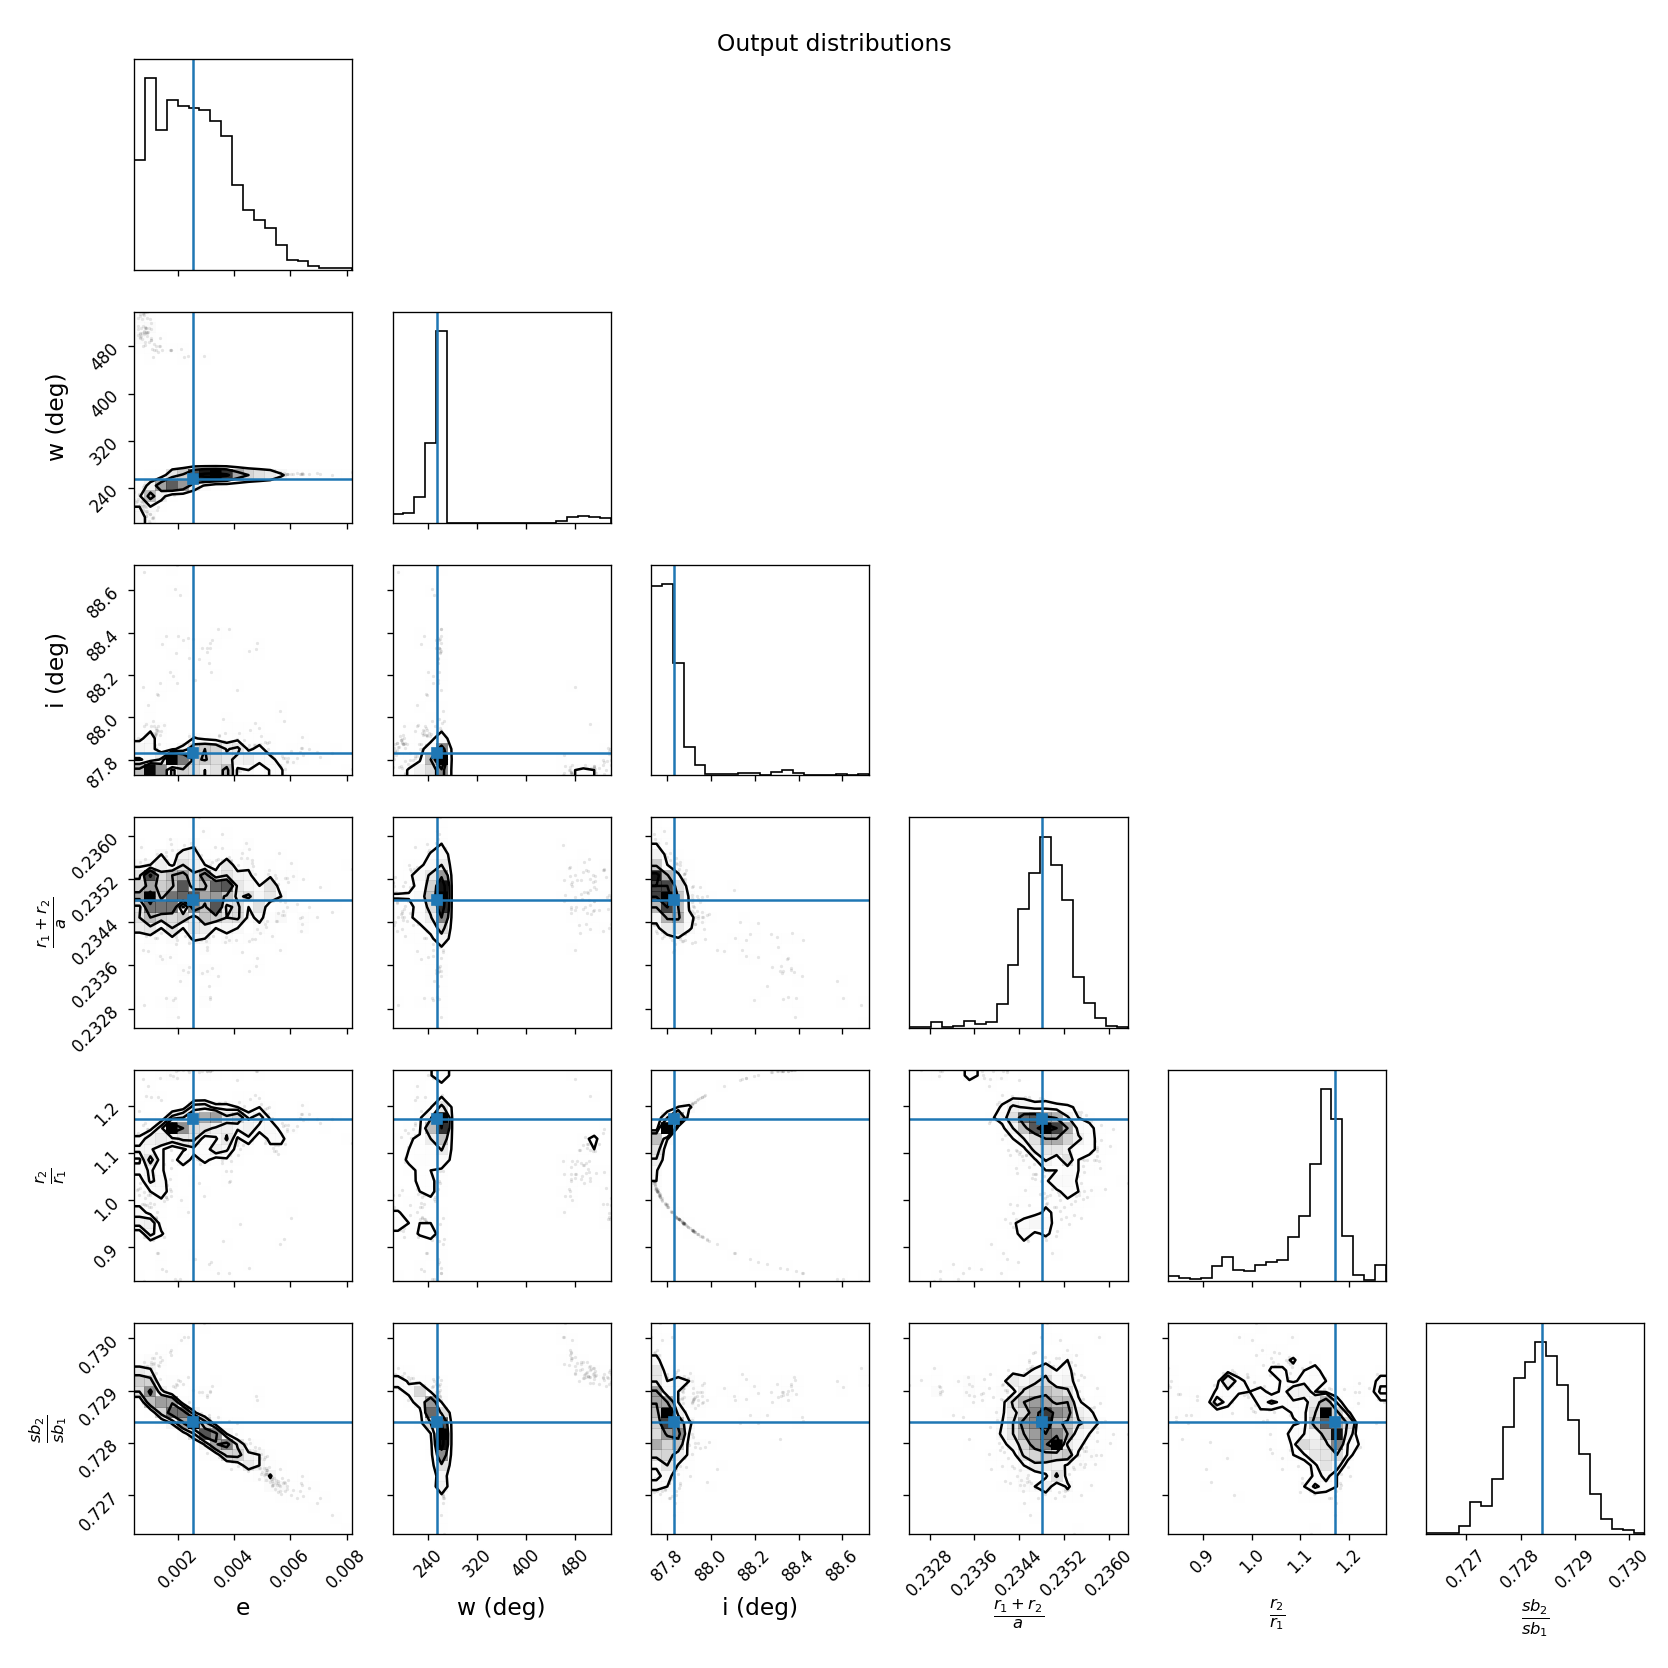 Output distributions
480
400
320
240
w (deg)
88.6
88.4
88.2
88.0
87.8
i (deg)
0.2360
0.2352
0.2344
0.2336
0.2328
r1 + r2
a
1.2
1.1
1.0
0.9
r2
r1
0.730
0.729
0.728
0.727
sb2
sb1
0.002 0.004 0.006 0.008
e
240 320 400 480
w (deg)
87.8 88.0 88.2 88.4 88.6
i (deg)
0.2328 0.2336 0.2344 0.2352 0.2360
r1 + r2
a
0.9 1.0 1.1 1.2
r2
r1
0.727 0.728 0.729 0.730
sb2
sb1